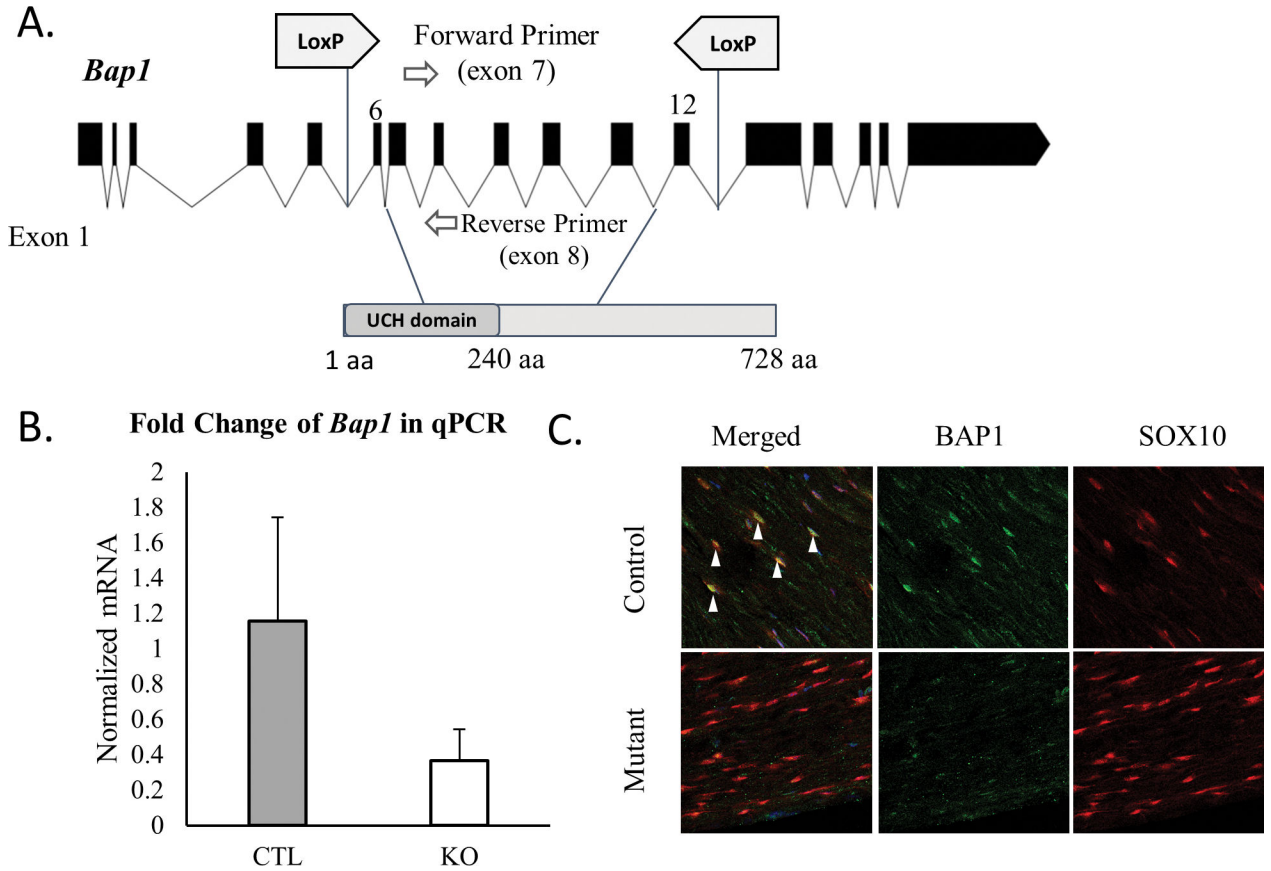 A.
Bap1
LoxP
Forward Primer
(exon 7)
LoxP
6
12
Exon 1
Reverse Primer
(exon 8)
UCH domain
1 aa
240 aa
728 aa
B.
Fold Change of Bap1 in qPCR
Normalized mRNA
2
1.8
1.6
1.4
1.2
1
0.8
0.6
0.4
0.2
0
CTL
KO
C.
Merged
BAP1
SOX10
Control
Mutant